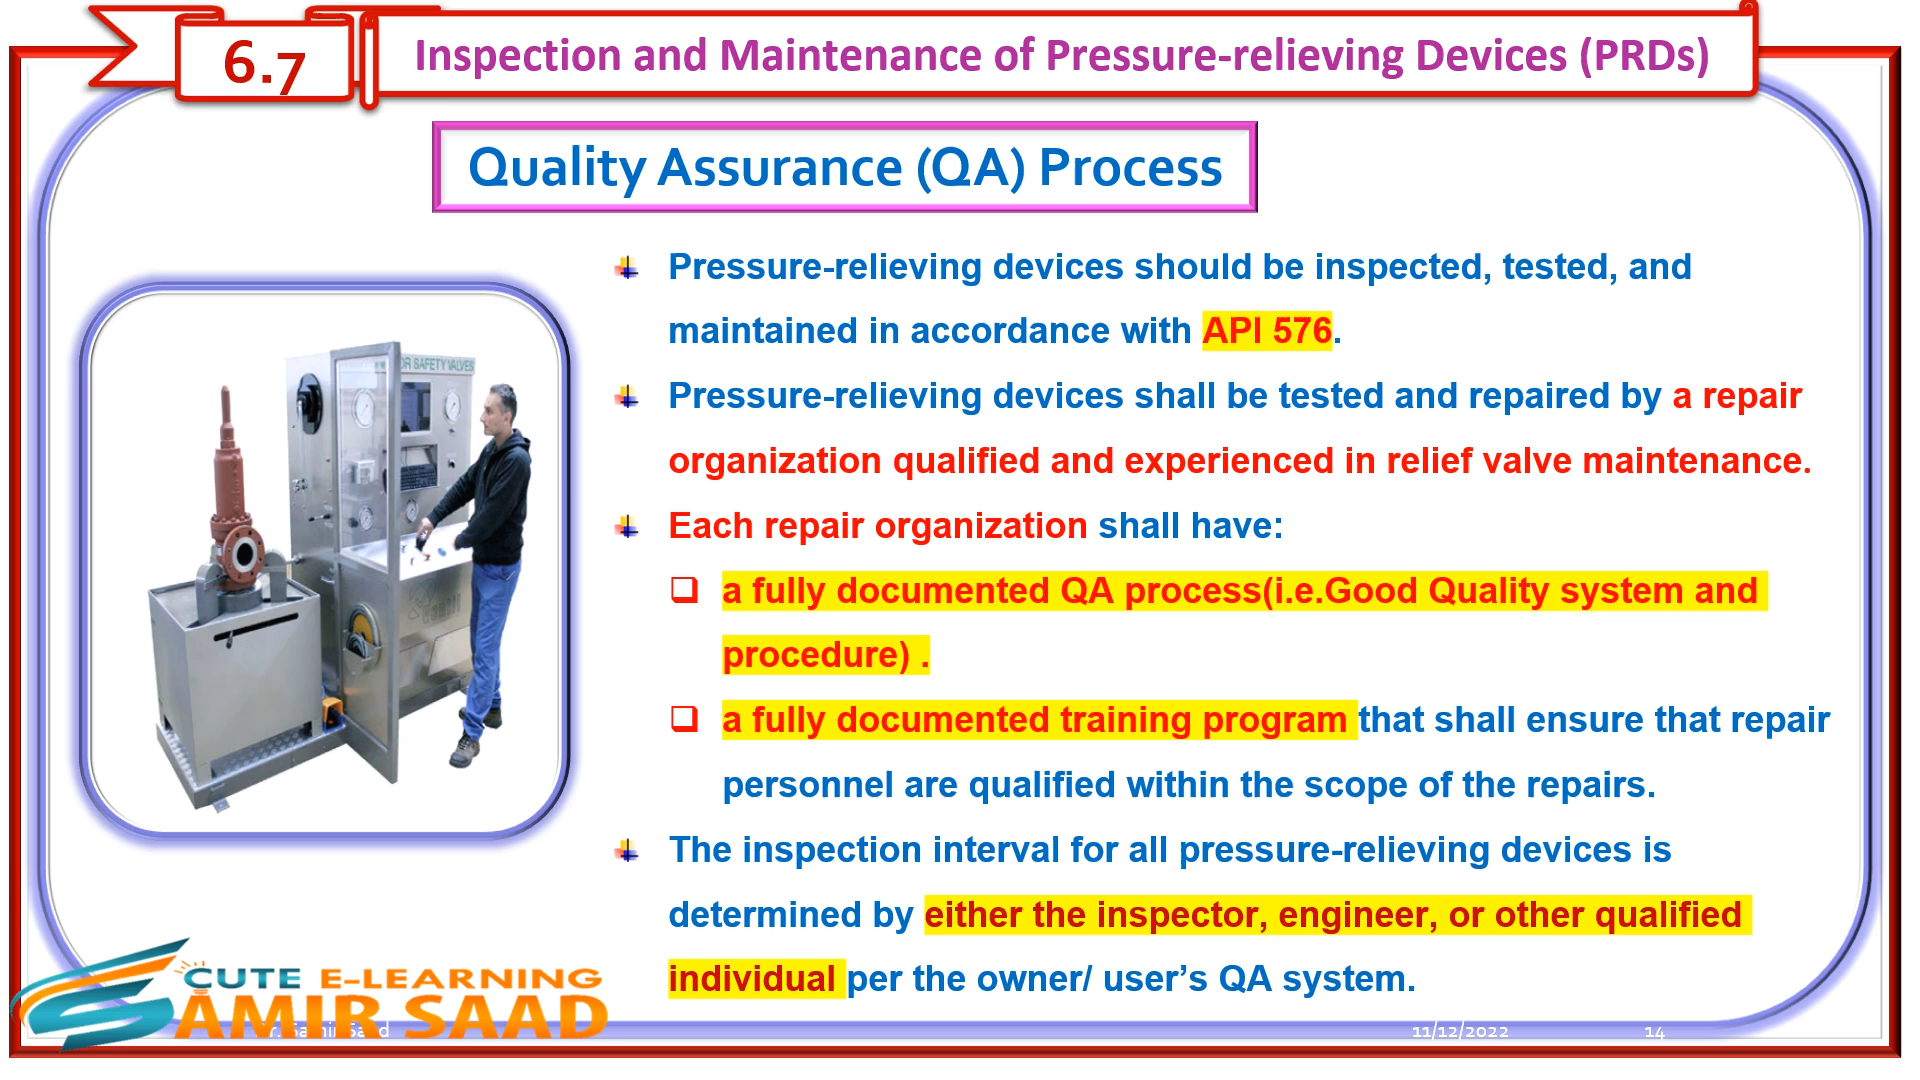 6.7
Inspection and Maintenance of Pressure-relieving Devices (PRDs)
Quality Assurance (QA) Process
Pressure-relieving devices should be inspected, tested, and
maintained in accordance with API 576.
Pressure-relieving devices shall be tested and repaired by a repair
organization qualified and experienced in relief valve maintenance.
Each repair organization shall have:
a fully documented QA process(i.e.Good Quality system and
procedure) .
a fully documented training program that shall ensure that repair
personnel are qualified within the scope of the repairs.
The inspection interval for all pressure-relieving devices is
determined by either the inspector, engineer, or other qualified
individual per the owner/ user’s QA system.
SAFETY VALVES
CUTE E-LEARNING
AMIR SAAD
11/12/2022
14